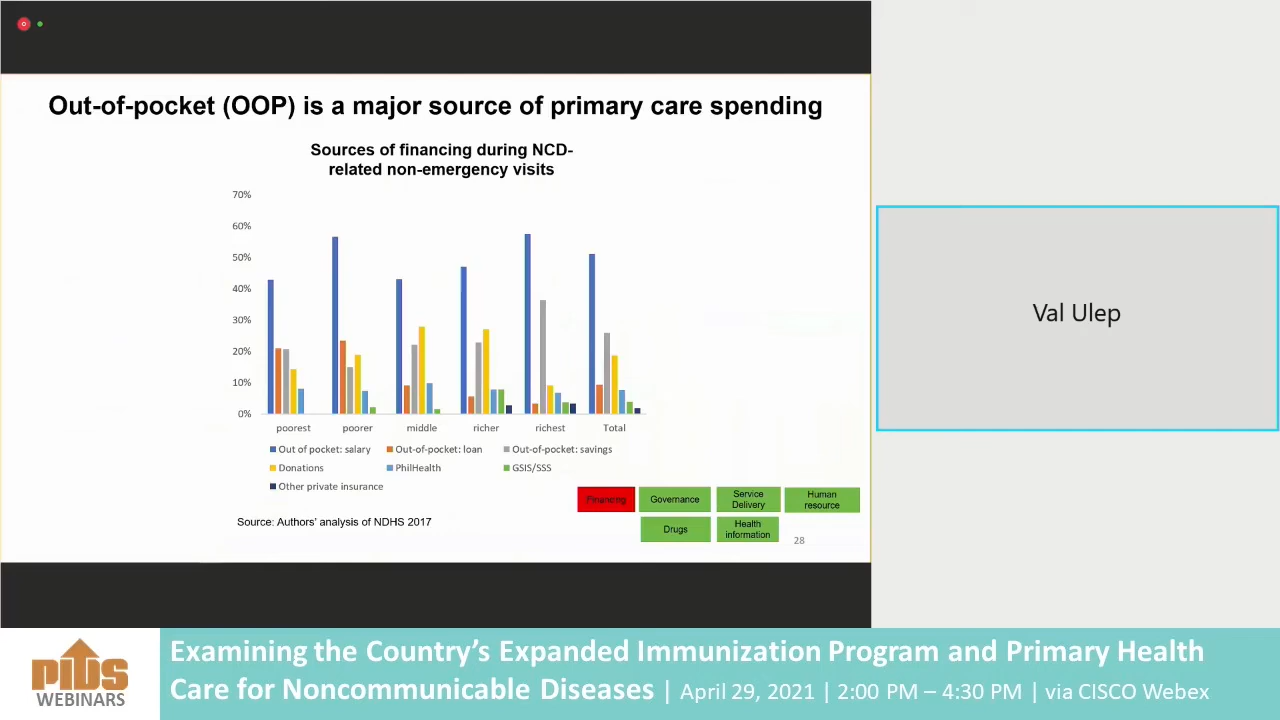 Out-of-pocket (OOP) is a major source of primary care spending
Sources of financing during NCD-
related non-emergency visits
70%
60%
50%
40%
30%
20%
10%
0%
poorest poorer middle richer richest Total
Out of pocket: salary Out-of-pocket: loan Out-of-pocket: savings
Donations PhilHealth GSIS/SSS
Other private insurance
Source: Authors' analysis of NDHS 2017
Financing Governance Service Delivery Human resource
Drugs Health information
28
Val Ulep
PIDS
WEBINARS
Examining the Country's Expanded Immunization Program and Primary Health
Care for Noncommunicable Diseases | April 29, 2021 | 2:00 PM – 4:30 PM | via CISCO Webex